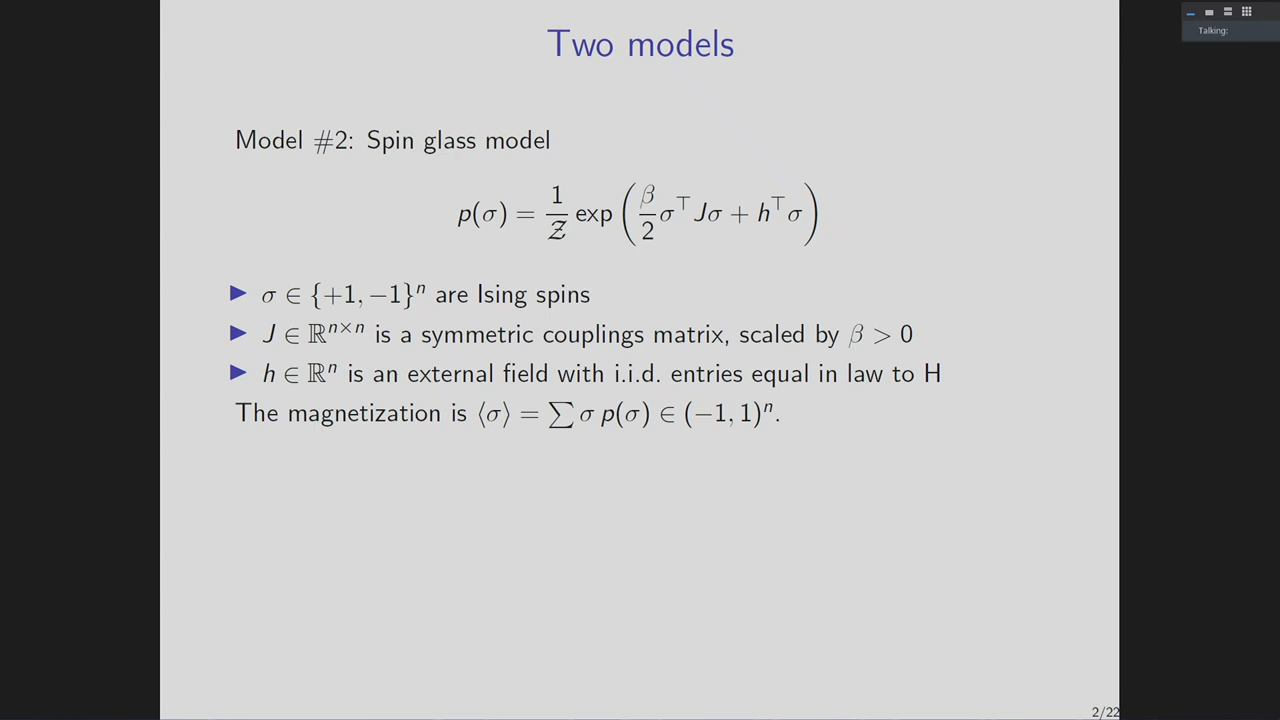 Talking:
Two models
Model #2: Spin glass model
p(σ) = 1/𝒵 exp (β/2 σ⊤Jσ + h⊤σ)
▶ σ ∈ {+1, −1}ⁿ are Ising spins
▶ J ∈ ℝⁿˣⁿ is a symmetric couplings matrix, scaled by β > 0
▶ h ∈ ℝⁿ is an external field with i.i.d. entries equal in law to H
The magnetization is ⟨σ⟩ = ∑ σ p(σ) ∈ (−1, 1)ⁿ.
2/22